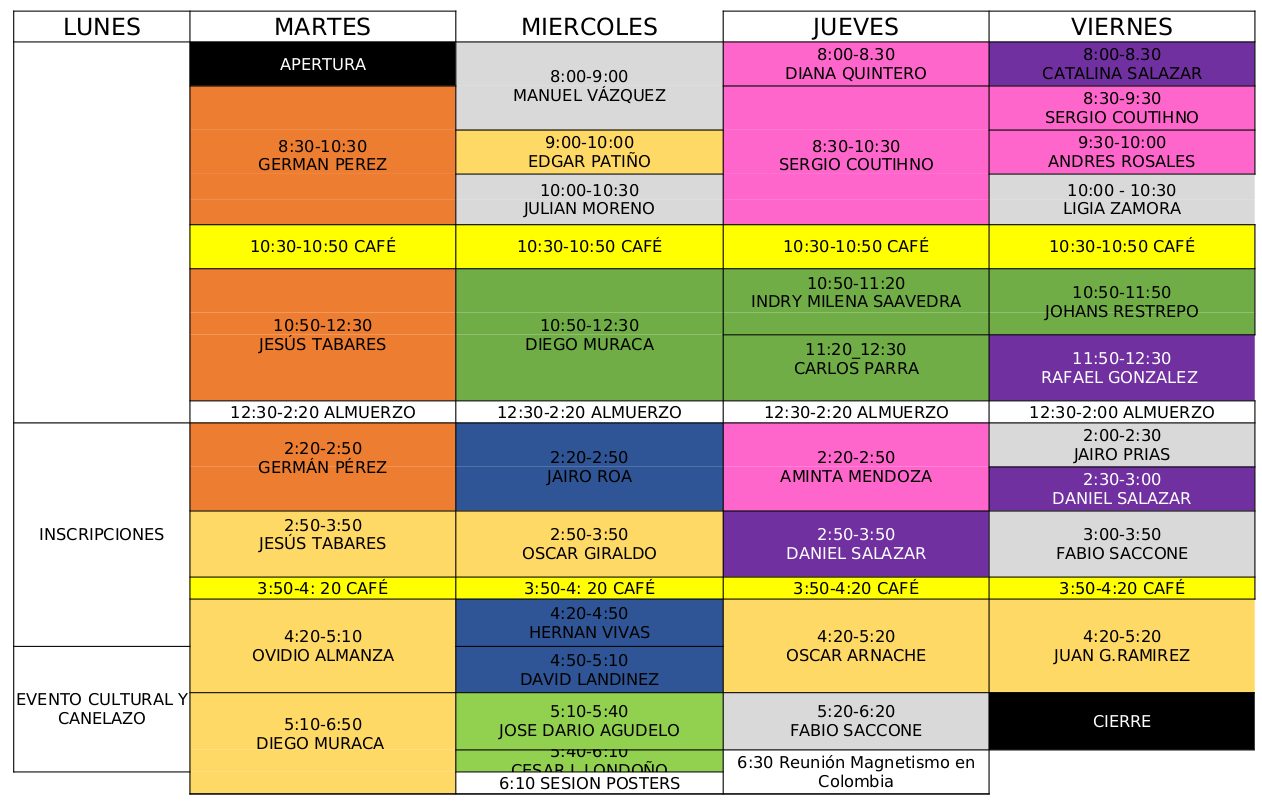 LUNES
MARTES
MIERCOLES
JUEVES
VIERNES
INSCRIPCIONES
EVENTO CULTURAL Y
CANELAZO
APERTURA
8:30-10:30
GERMAN PEREZ
10:30-10:50 CAFÉ
10:50-12:30
JESÚS TABARES
12:30-2:20 ALMUERZO
2:20-2:50
GERMÁN PÉREZ
2:50-3:50
JESÚS TABARES
3:50-4: 20 CAFÉ
4:20-5:10
OVIDIO ALMANZA
5:10-6:50
DIEGO MURACA
8:00-9:00
MANUEL VÁZQUEZ
9:00-10:00
EDGAR PATIÑO
10:00-10:30
JULIAN MORENO
10:30-10:50 CAFÉ
10:50-12:30
DIEGO MURACA
12:30-2:20 ALMUERZO
2:20-2:50
JAIRO ROA
2:50-3:50
OSCAR GIRALDO
3:50-4: 20 CAFÉ
4:20-4:50
HERNAN VIVAS
4:50-5:10
DAVID LANDINEZ
5:10-5:40
JOSE DARIO AGUDELO
5:40-6:10
CESAR L LONDOÑO
6:10 SESION POSTERS
8:00-8.30
DIANA QUINTERO
8:30-10:30
SERGIO COUTIHNO
10:30-10:50 CAFÉ
10:50-11:20
INDRY MILENA SAAVEDRA
11:20_12:30
CARLOS PARRA
12:30-2:20 ALMUERZO
2:20-2:50
AMINTA MENDOZA
2:50-3:50
DANIEL SALAZAR
3:50-4:20 CAFÉ
4:20-5:20
OSCAR ARNACHE
5:20-6:20
FABIO SACCONE
6:30 Reunión Magnetismo en
Colombia
8:00-8.30
CATALINA SALAZAR
8:30-9:30
SERGIO COUTIHNO
9:30-10:00
ANDRES ROSALES
10:00 - 10:30
LIGIA ZAMORA
10:30-10:50 CAFÉ
10:50-11:50
JOHANS RESTREPO
11:50-12:30
RAFAEL GONZALEZ
12:30-2:00 ALMUERZO
2:00-2:30
JAIRO PRIAS
2:30-3:00
DANIEL SALAZAR
3:00-3:50
FABIO SACCONE
3:50-4:20 CAFÉ
4:20-5:20
JUAN G.RAMIREZ
CIERRE